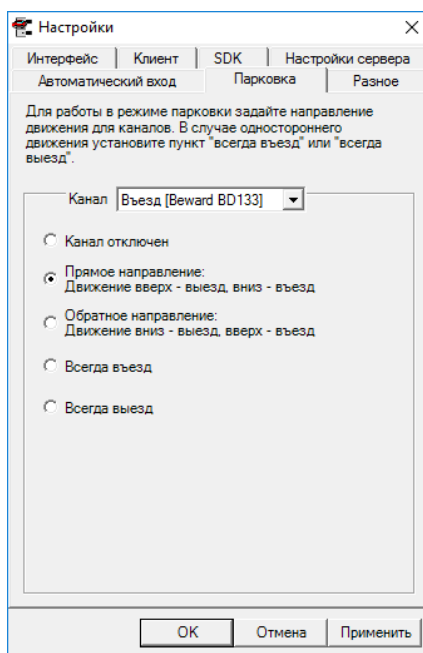 Настройки
Интерфейс Клиент SDK Настройки сервера
Автоматический вход Парковка Разное
Для работы в режиме парковки задайте направление
движения для каналов. В случае одностороннего
движения установите пункт "всегда въезд" или "всегда
выезд".
Канал Въезд [Beward BD133]
Канал отключен
Прямое направление:
Движение вверх - выезд, вниз - въезд
Обратное направление:
Движение вниз - выезд, вверх - въезд
Всегда въезд
Всегда выезд
OK Отмена Применить